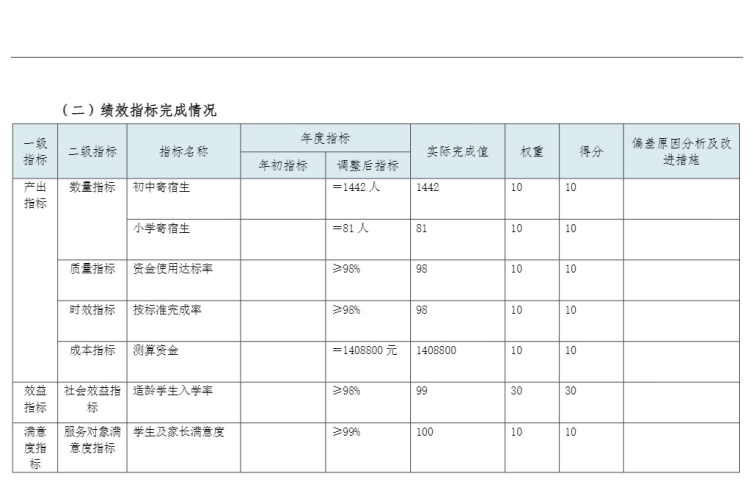 （二）绩效指标完成情况
一级指标 二级指标 指标名称 年度指标 实际完成值 权重 得分 偏差原因分析及改进措施
年初指标 调整后指标
产出指标 数量指标 初中寄宿生 ＝1442 人 1442 10 10
小学寄宿生 ＝81 人 81 10 10
质量指标 资金使用达标率 ≥98% 98 10 10
时效指标 按标准完成率 ≥98% 98 10 10
成本指标 测算资金 ＝1408800 元 1408800 10 10
效益指标 社会效益指标 适龄学生入学率 ≥98% 99 30 30
满意度指标 服务对象满意度指标 学生及家长满意度 ≥99% 100 10 10